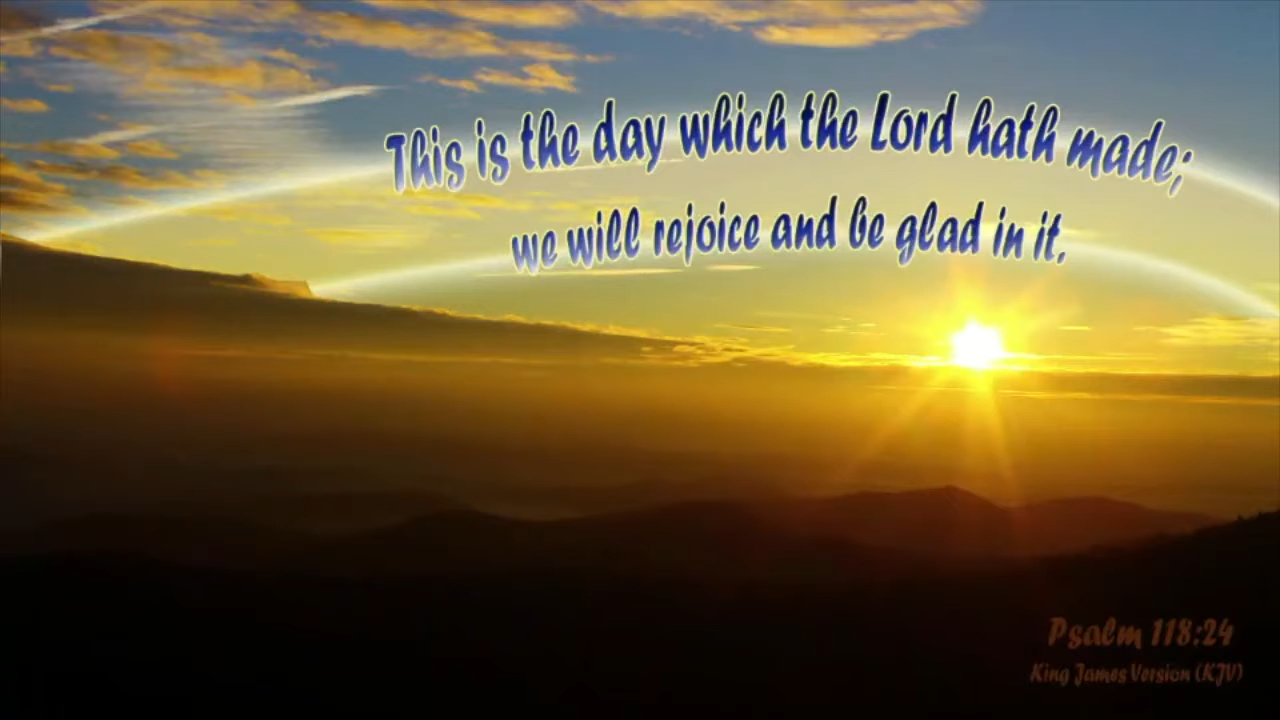 This is the day which the Lord hath made;
we will rejoice and be glad in it.
Psalm 118:24
King James Version (KJV)